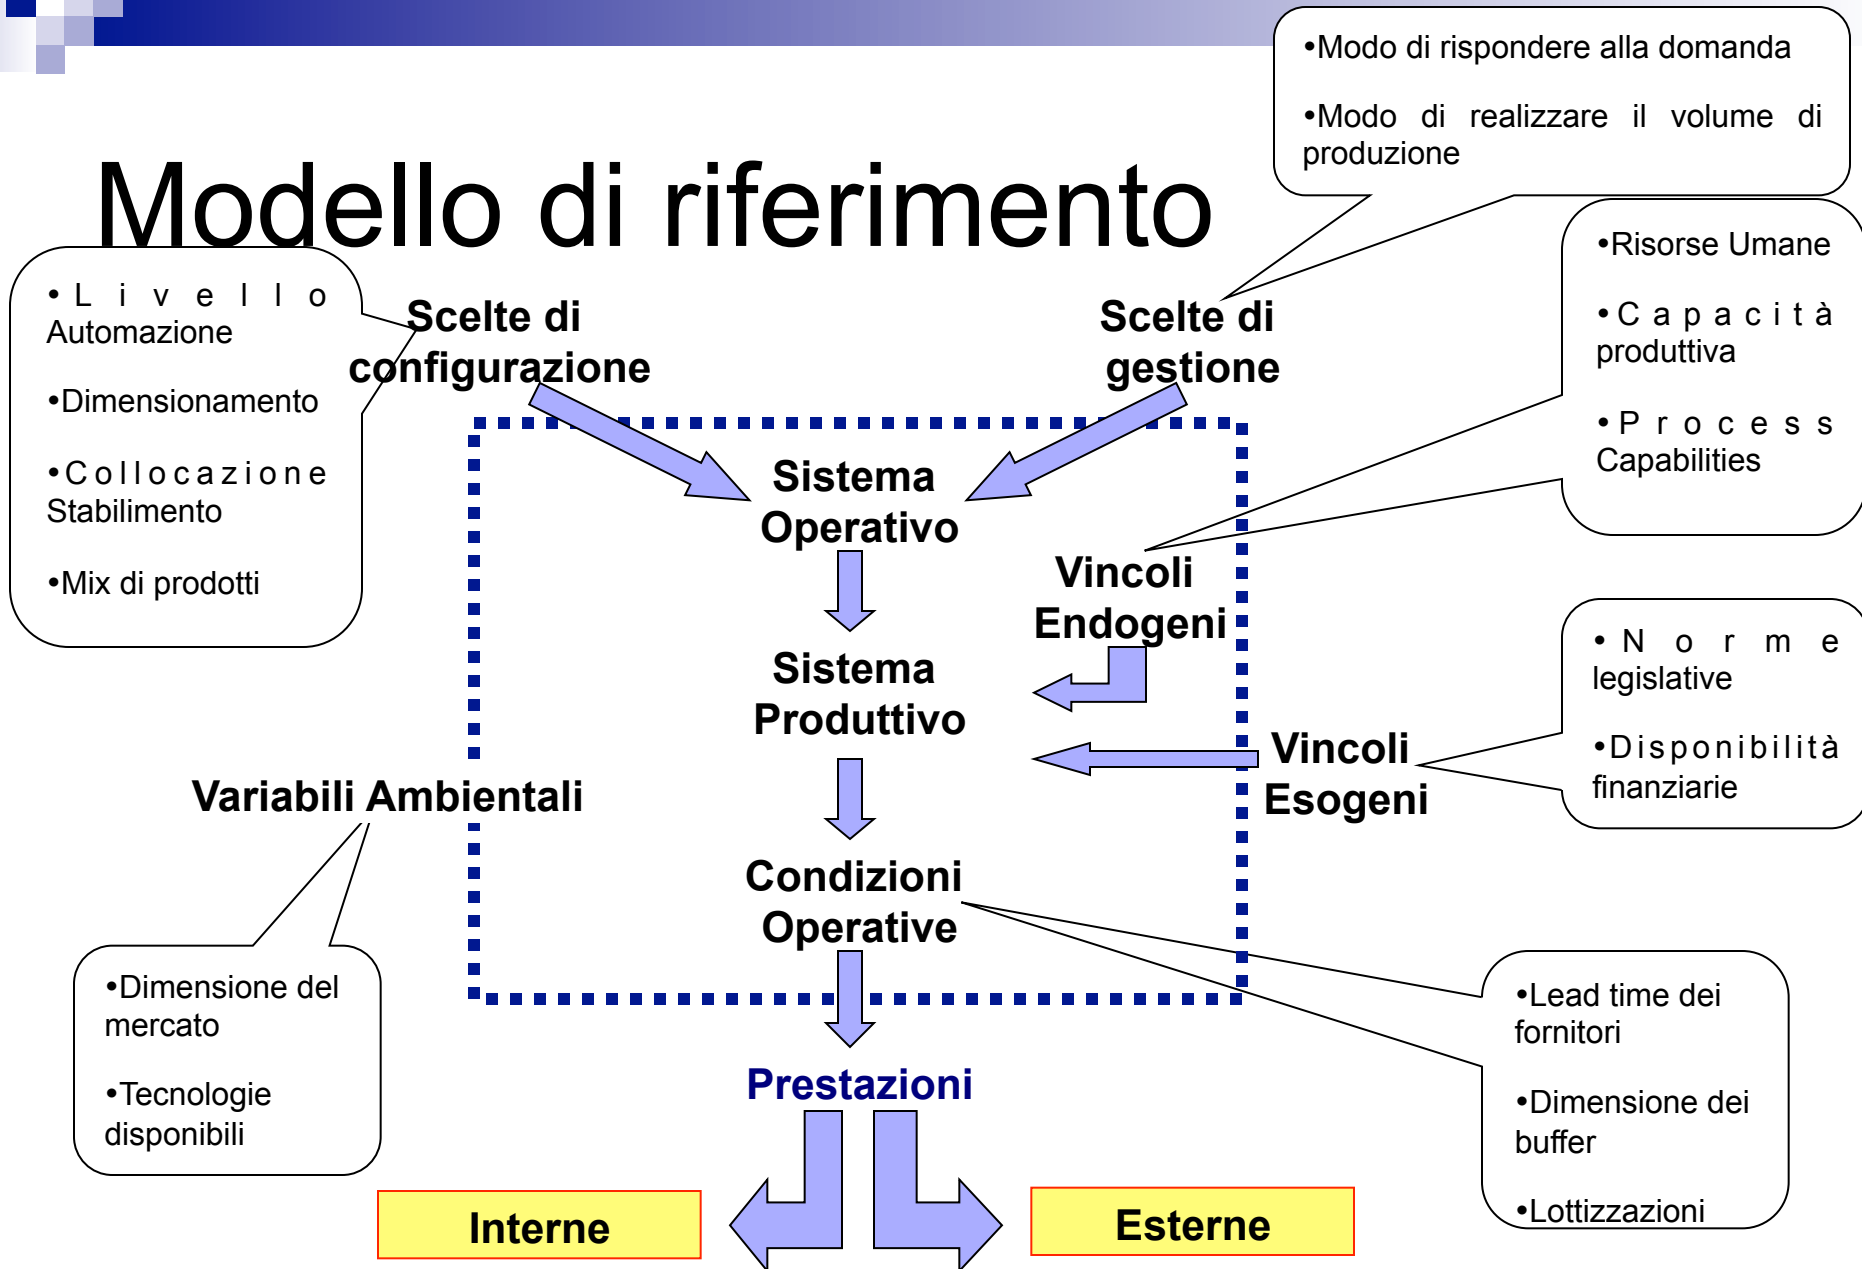 •Modo di rispondere alla domanda
•Modo di realizzare il volume di
produzione
Modello di riferimento
•Livello
Automazione
•Dimensionamento
•Collocazione
Stabilimento
•Mix di prodotti
Scelte di
configurazione
Scelte di
gestione
•Risorse Umane
•Capacità
produttiva
•Process
Capabilities
Sistema
Operativo
Vincoli
Endogeni
Sistema
Produttivo
•Norme
legislative
•Disponibilità
finanziarie
Vincoli
Esogeni
Variabili Ambientali
Condizioni
Operative
•Dimensione del
mercato
•Tecnologie
disponibili
•Lead time dei
fornitori
•Dimensione dei
buffer
•Lottizzazioni
Prestazioni
Interne
Esterne